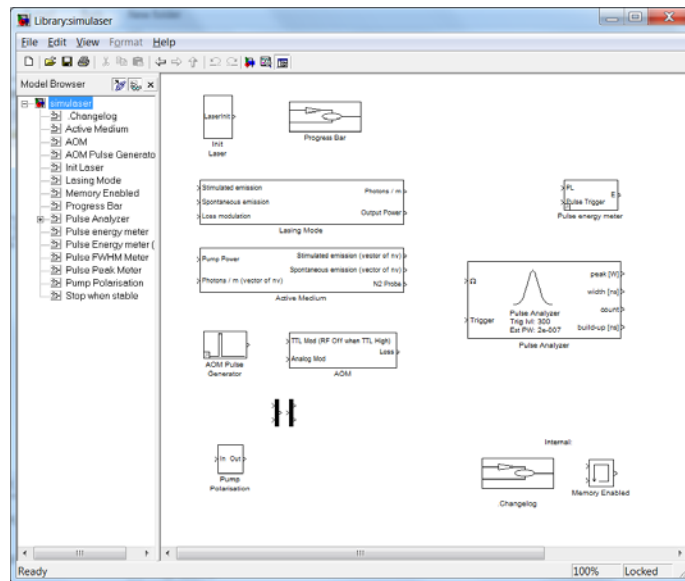 Library:simulaser
File Edit View Format Help
Model Browser
simulaser
.Changelog
Active Medium
AOM
AOM Pulse Generato
Init Laser
Lasing Mode
Memory Enabled
Progress Bar
Pulse Analyzer
Pulse energy meter
Pulse Energy meter (
Pulse FWHM Meter
Pulse Peak Meter
Pump Polarisation
Stop when stable
LaserInit
Init
Laser
Progress Bar
Stimulated emission
Spontaneous emission
Loss modulation
Photons / m
Output Power
Lasing Mode
PL
Pulse Trigger
E
Pulse energy meter
Pump Power
Photons / m (vector of nv)
Stimulated emission (vector of nv)
Spontaneous emission (vector of nv)
N2 Probe
Active Medium
Ω
Trigger
Pulse Analyzer
Trig lvl: 300
Ext PW: 2e-007
peak [W]
width [ns]
count
build-up [ns]
Pulse Analyzer
AOM Pulse
Generator
TTL Mod (RF Off when TTL High)
Analog Mod
Loss
AOM
In Out
Pump
Polarisation
Internal:
.Changelog
Memory Enabled
Ready
100%
Locked